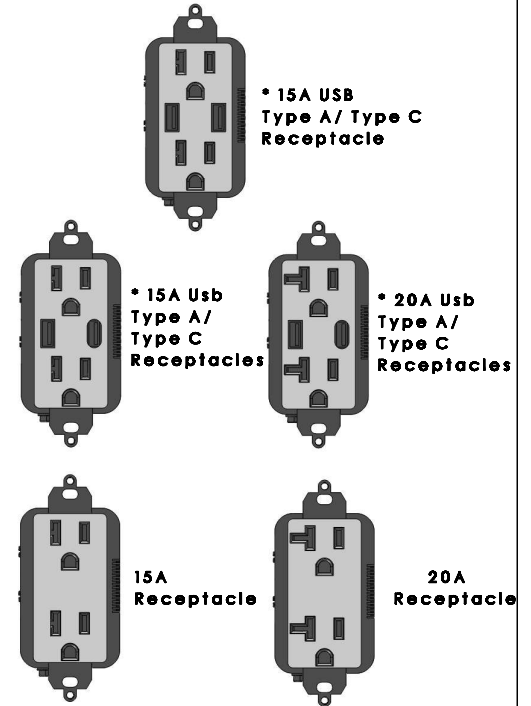 * 15A USB
Type A/ Type C
Receptacle
* 15A Usb
Type A/
Type C
Receptacles
* 20A Usb
Type A/
Type C
Receptacles
15A
Receptacle
20A
Receptacle